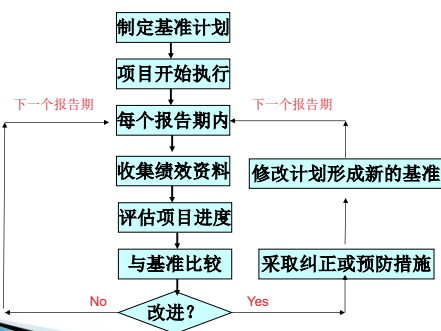 制定基准计划
项目开始执行
下一个报告期
下一个报告期
每个报告期内
收集绩效资料
修改计划形成新的基准
评估项目进度
与基准比较
采取纠正或预防措施
No
改进？
Yes